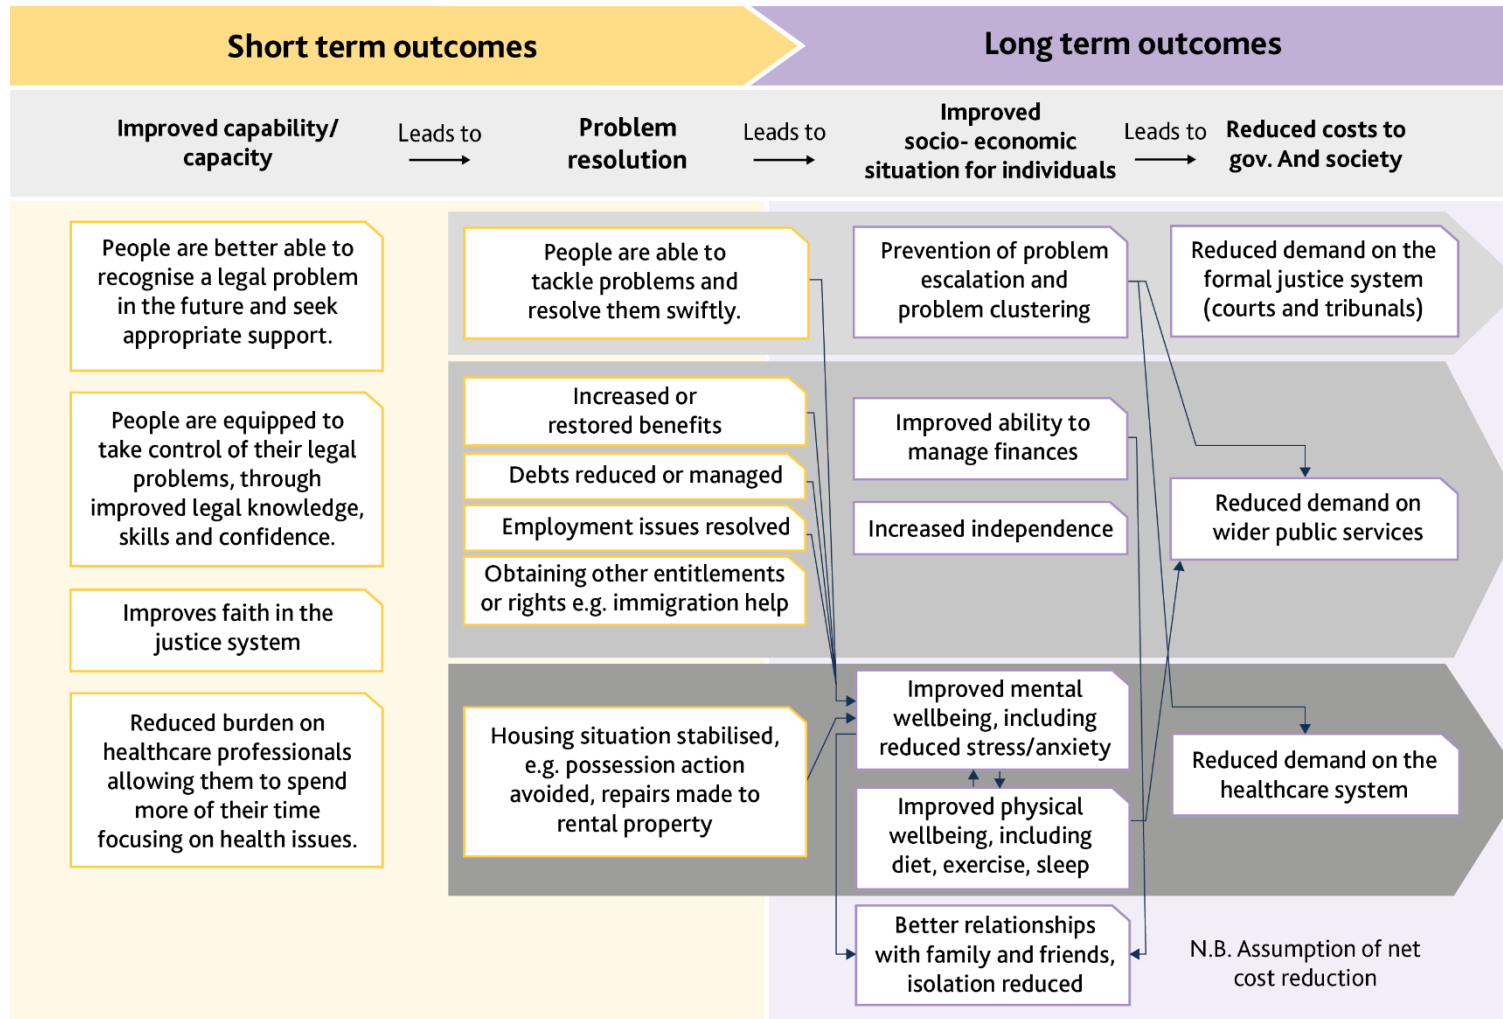 Short term outcomes
Long term outcomes
Improved capability/
capacity
Leads to
Problem
resolution
Leads to
Improved
socio- economic
situation for individuals
Leads to
Reduced costs to
gov. And society
People are better able to
recognise a legal problem
in the future and seek
appropriate support.
People are equipped to
take control of their legal
problems, through
improved legal knowledge,
skills and confidence.
Improves faith in the
justice system
Reduced burden on
healthcare professionals
allowing them to spend
more of their time
focusing on health issues.
People are able to
tackle problems and
resolve them swiftly.
Increased or
restored benefits
Debts reduced or managed
Employment issues resolved
Obtaining other entitlements
or rights e.g. immigration help
Housing situation stabilised,
e.g. possession action
avoided, repairs made to
rental property
Prevention of problem
escalation and
problem clustering
Improved ability to
manage finances
Increased independence
Improved mental
wellbeing, including
reduced stress/anxiety
Improved physical
wellbeing, including
diet, exercise, sleep
Better relationships
with family and friends,
isolation reduced
Reduced demand on the
formal justice system
(courts and tribunals)
Reduced demand on
wider public services
Reduced demand on the
healthcare system
N.B. Assumption of net
cost reduction